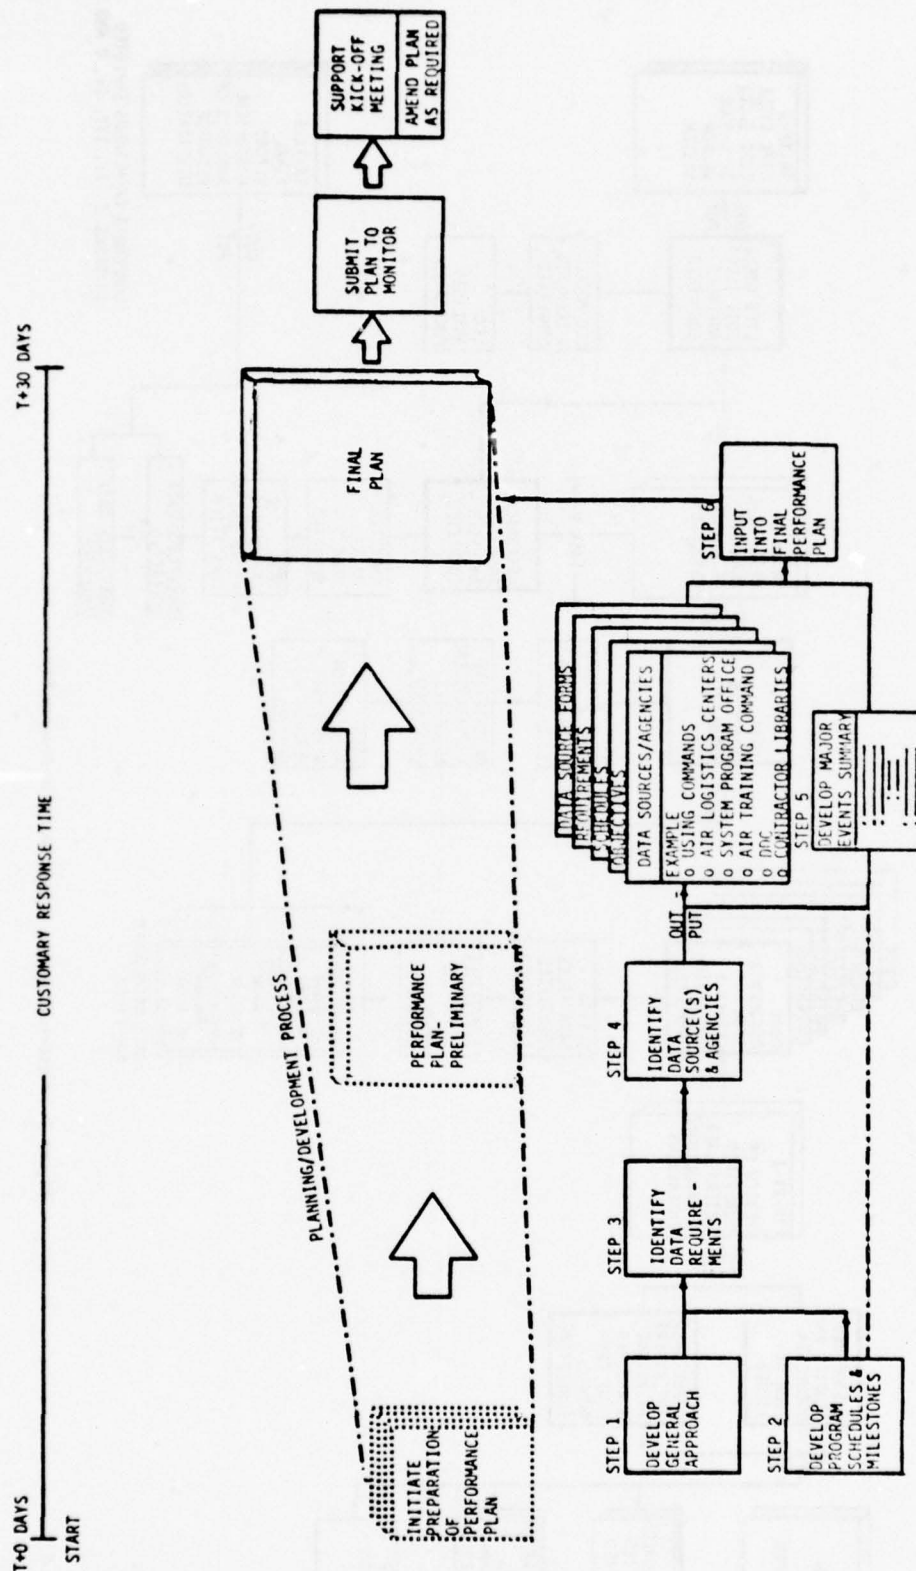 T+0 DAYS
CUSTOMARY RESPONSE TIME
T+30 DAYS
START
PLANNING/DEVELOPMENT PROCESS
INITIATE
PREPARATION
OF PERFORMANCE
PLAN
PERFORMANCE
PLAN-
PRELIMINARY
FINAL
PLAN
SUBMIT
PLAN TO
MONITOR
SUPPORT
KICK-OFF
MEETING
AMEND PLAN
AS REQUIRED
STEP 1
DEVELOP
GENERAL
APPROACH
STEP 2
DEVELOP
PROGRAM
SCHEDULES &
MILESTONES
STEP 3
IDENTIFY
DATA
REQUIRE -
MENTS
STEP 4
IDENTIFY
DATA
SOURCE(S)
& AGENCIES
OUT -
PUT
DATA SOURCE FORMS
REQUIREMENTS
SCHEDULES
OBJECTIVES
DATA SOURCES/AGENCIES
EXAMPLE
o USING COMMANDS
o AIR LOGISTICS CENTERS
o SYSTEM PROGRAM OFFICE
o AIR TRAINING COMMAND
o DDC
o CONTRACTOR LIBRARIES
STEP 5
DEVELOP MAJOR
EVENTS SUMMARY
STEP 6
INPUT
INTO
FINAL
PERFORMANCE
PLAN